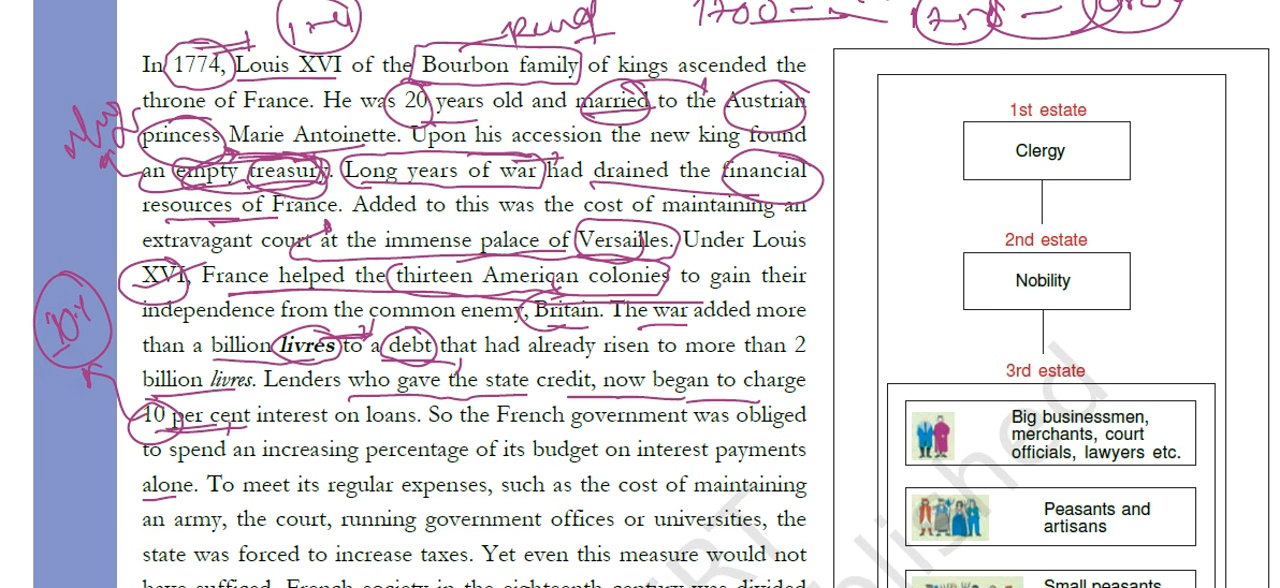 In 1774, Louis XVI of the Bourbon family of kings ascended the
throne of France. He was 20 years old and married to the Austrian
princess Marie Antoinette. Upon his accession the new king found
an empty treasury. Long years of war had drained the financial
resources of France. Added to this was the cost of maintaining an
extravagant court at the immense palace of Versailles. Under Louis
XVI, France helped the thirteen American colonies to gain their
independence from the common enemy, Britain. The war added more
than a billion livres to a debt that had already risen to more than 2
billion livres. Lenders who gave the state credit, now began to charge
10 per cent interest on loans. So the French government was obliged
to spend an increasing percentage of its budget on interest payments
alone. To meet its regular expenses, such as the cost of maintaining
an army, the court, running government offices or universities, the
state was forced to increase taxes. Yet even this measure would not
have sufficed. French society in the eighteenth century was divided
1st estate
Clergy
2nd estate
Nobility
3rd estate
Big businessmen,
merchants, court
officials, lawyers etc.
Peasants and
artisans
Small peasants,